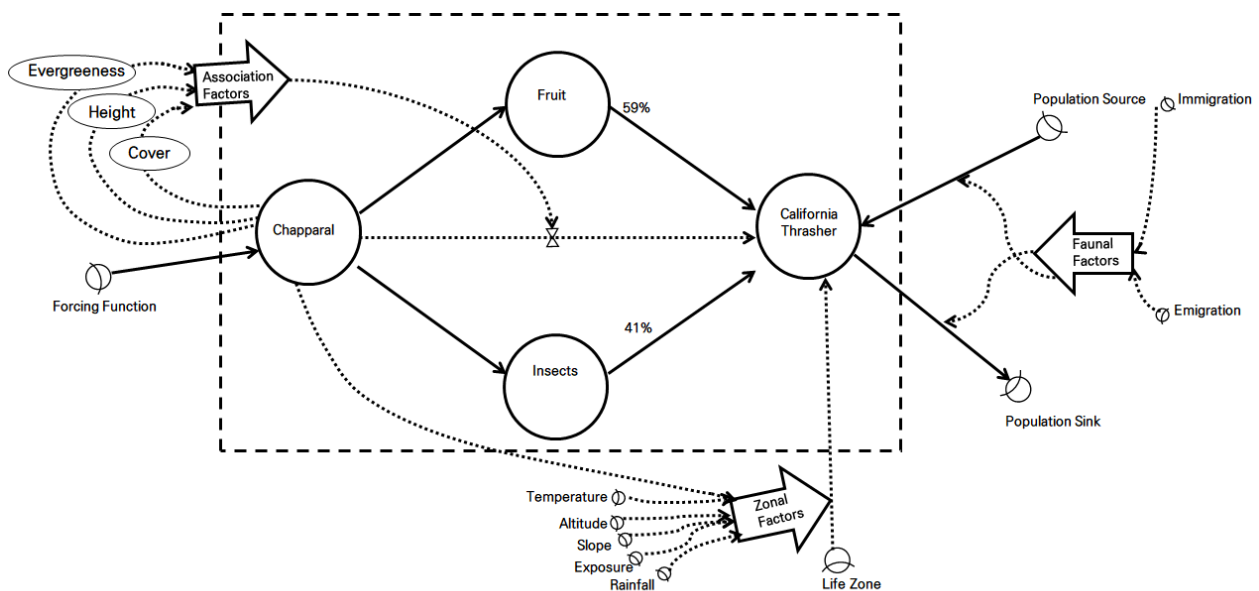 Evergreeness
Height
Cover
Association
Factors
Fruit
59%
Population Source
Immigration
Chapparal
California
Thrasher
Faunal
Factors
Forcing Function
Insects
41%
Emigration
Population Sink
Temperature
Altitude
Slope
Exposure
Rainfall
Zonal
Factors
Life Zone